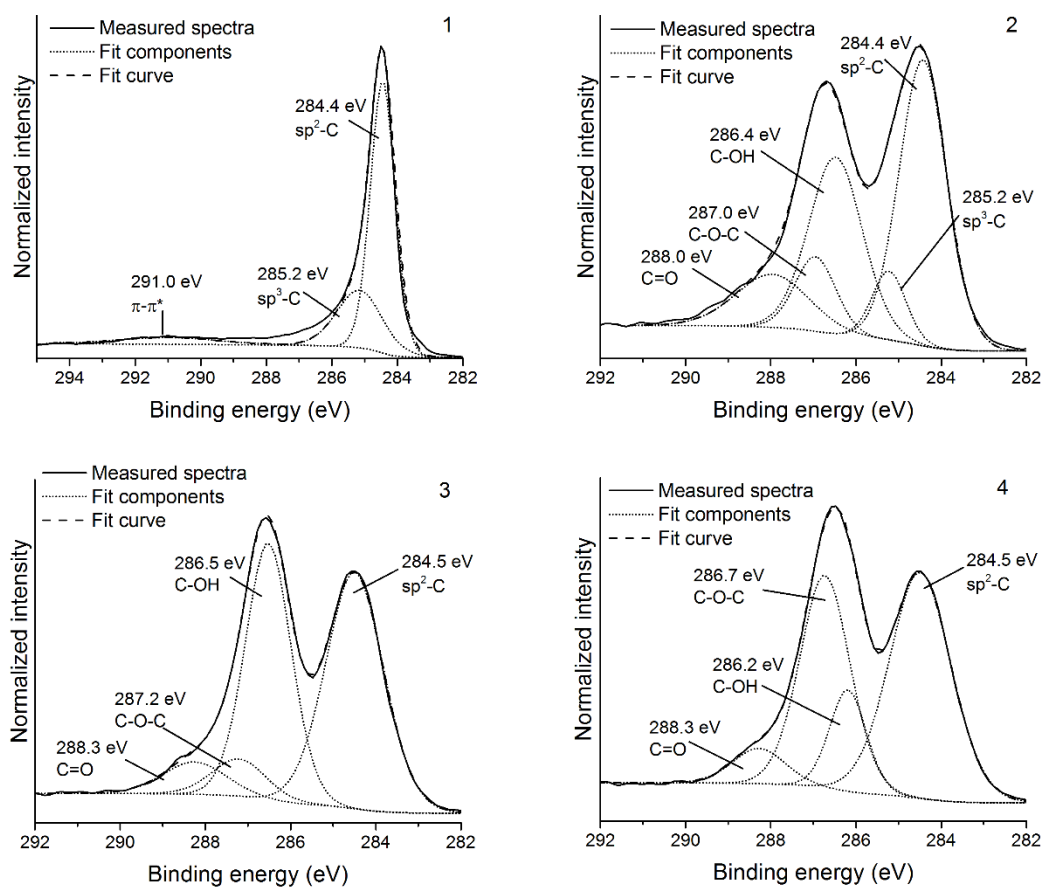 Measured spectra
Fit components
Fit curve
1
284.4 eV
sp²-C
285.2 eV
sp³-C
291.0 eV
π-π*
Normalized intensity
294 292 290 288 286 284 282
Binding energy (eV)
Measured spectra
Fit components
Fit curve
2
284.4 eV
sp²-C
286.4 eV
C-OH
287.0 eV
C-O-C
288.0 eV
C=O
285.2 eV
sp³-C
Normalized intensity
292 290 288 286 284 282
Binding energy (eV)
Measured spectra
Fit components
Fit curve
3
286.5 eV
C-OH
284.5 eV
sp²-C
287.2 eV
C-O-C
288.3 eV
C=O
Normalized intensity
292 290 288 286 284 282
Binding energy (eV)
Measured spectra
Fit components
Fit curve
4
286.7 eV
C-O-C
284.5 eV
sp²-C
286.2 eV
C-OH
288.3 eV
C=O
Normalized intensity
292 290 288 286 284 282
Binding energy (eV)